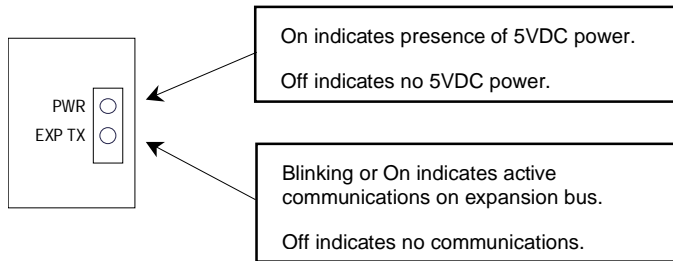 On indicates presence of 5VDC power.
Off indicates no 5VDC power.
PWR
EXP TX
Blinking or On indicates active
communications on expansion bus.
Off indicates no communications.